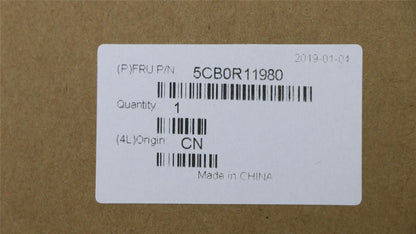 2019-01-04
(P)FRU P/N 5CB0R11980
Quantity 1
(4L)Origin CN
Made in CHINA